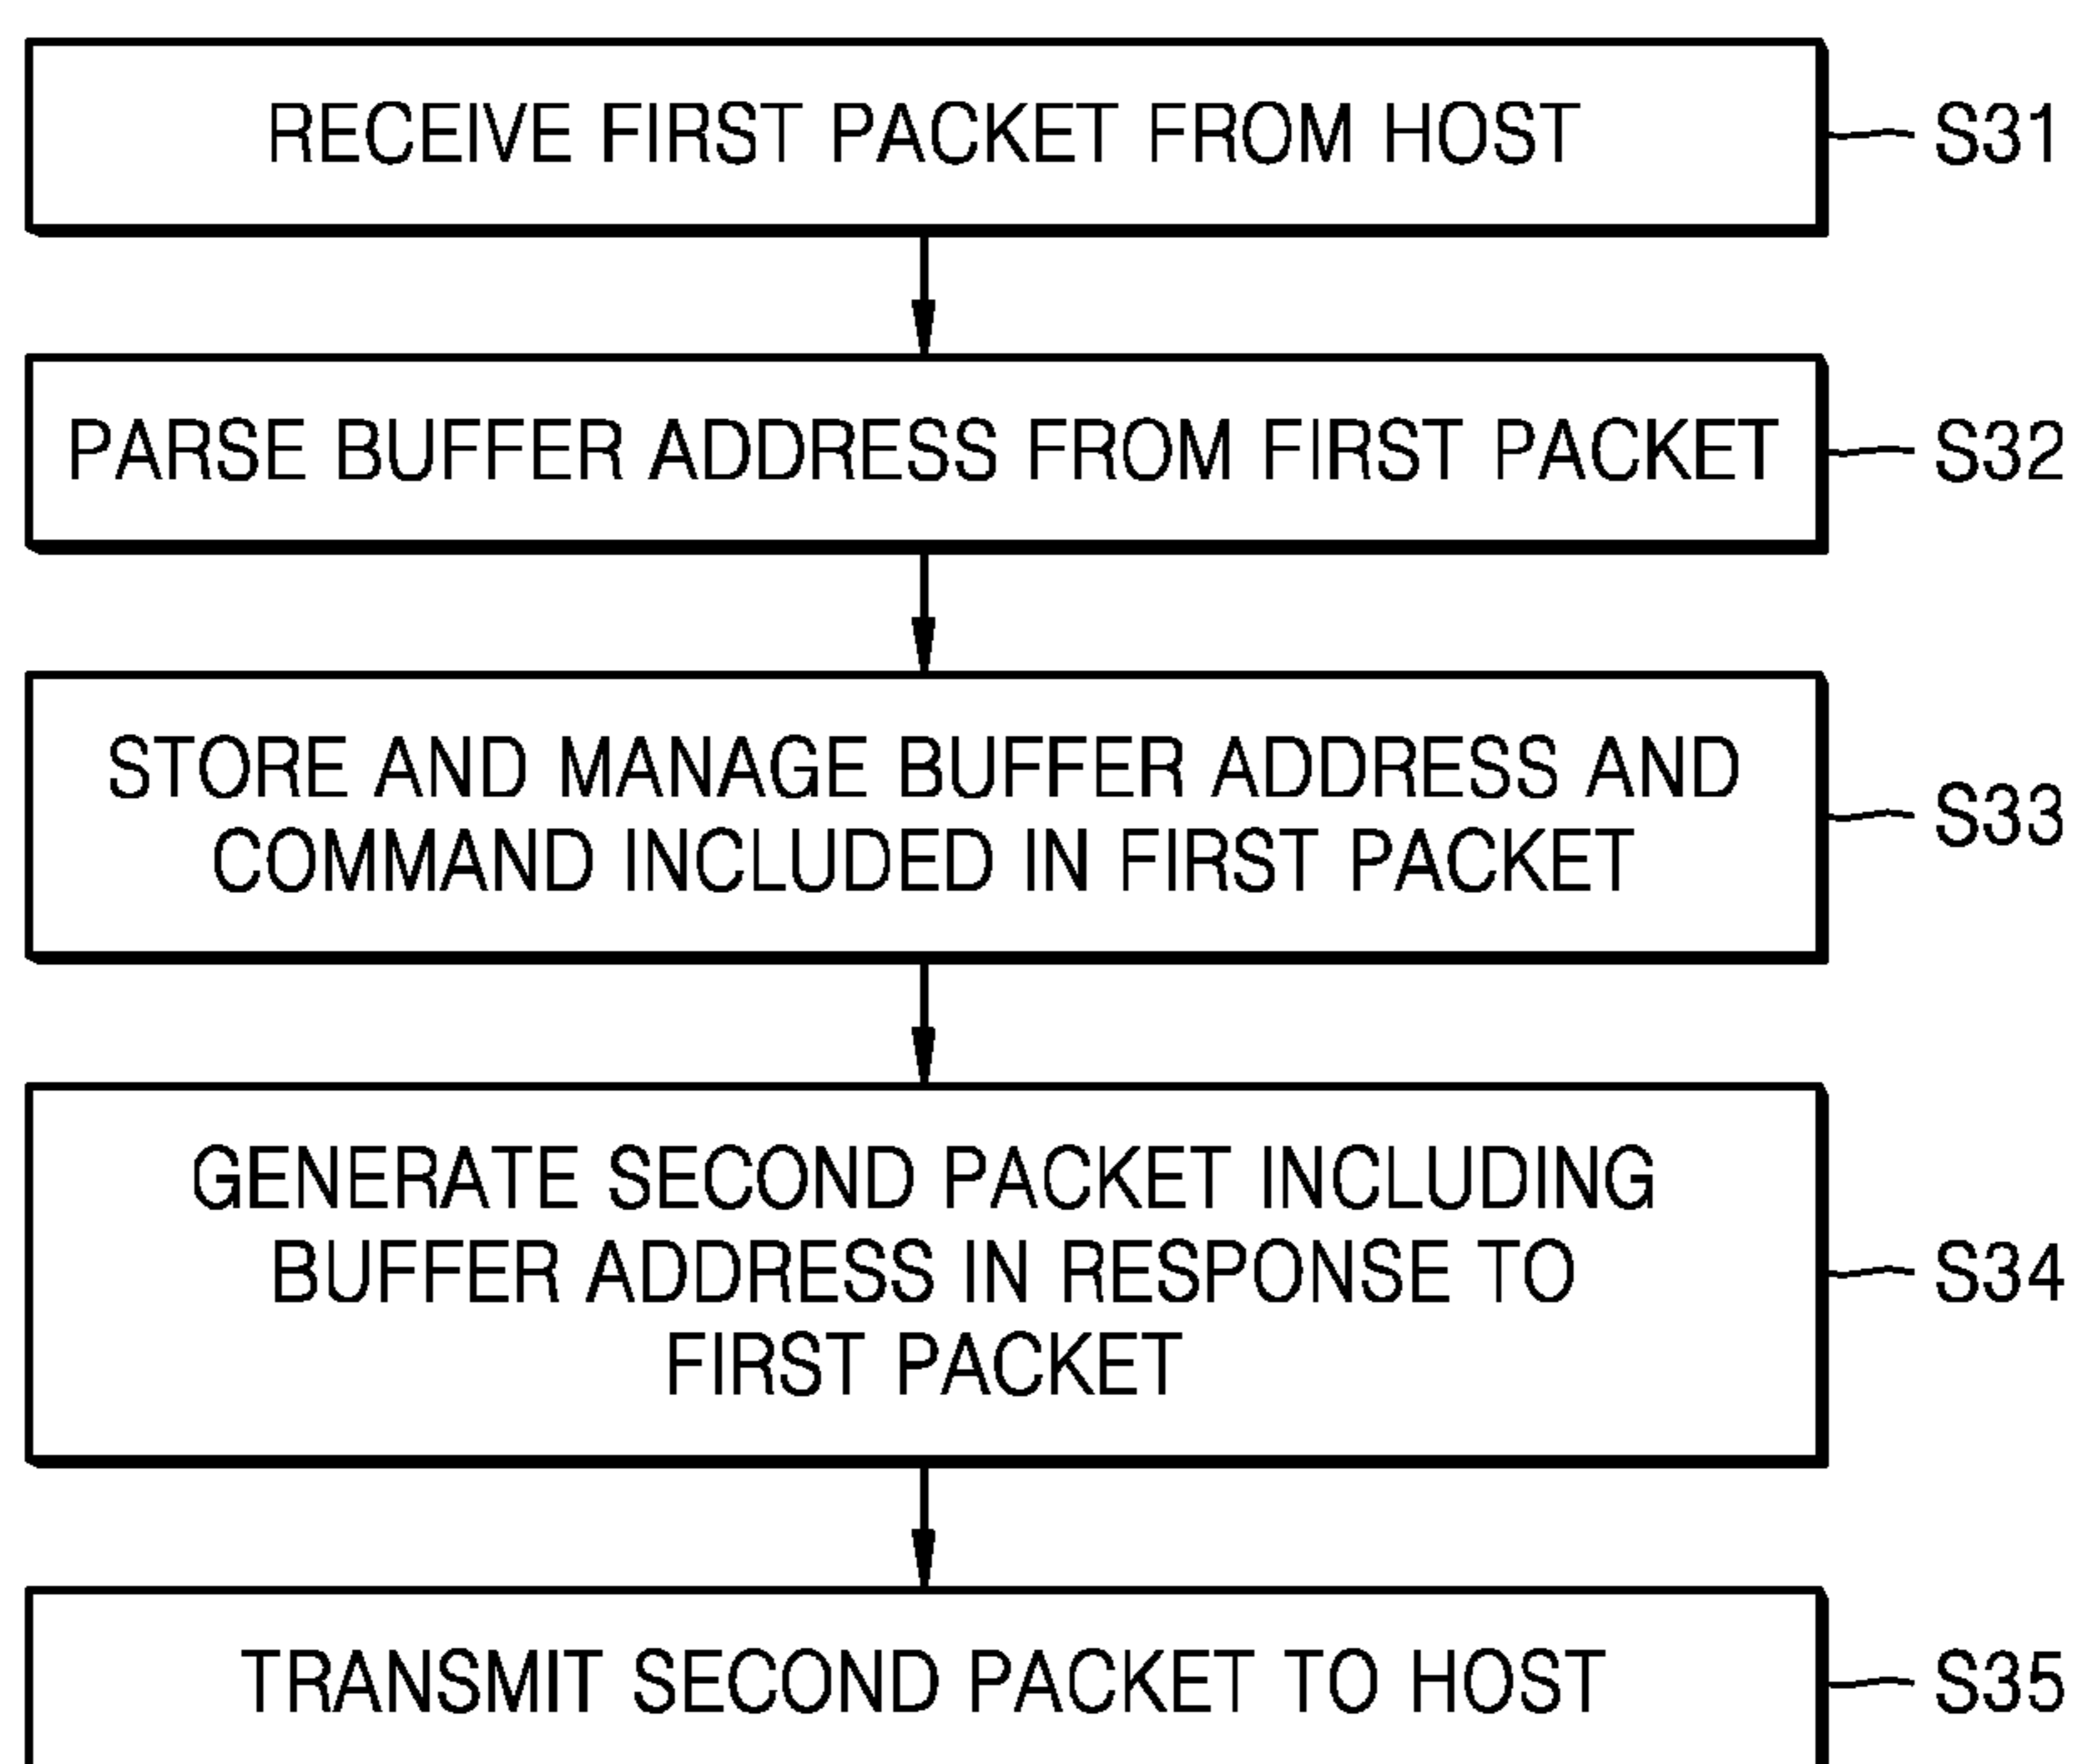 RECEIVE FIRST PACKET FROM HOST
S31
PARSE BUFFER ADDRESS FROM FIRST PACKET
S32
STORE AND MANAGE BUFFER ADDRESS AND
COMMAND INCLUDED IN FIRST PACKET
S33
GENERATE SECOND PACKET INCLUDING
BUFFER ADDRESS IN RESPONSE TO
FIRST PACKET
S34
TRANSMIT SECOND PACKET TO HOST
S35